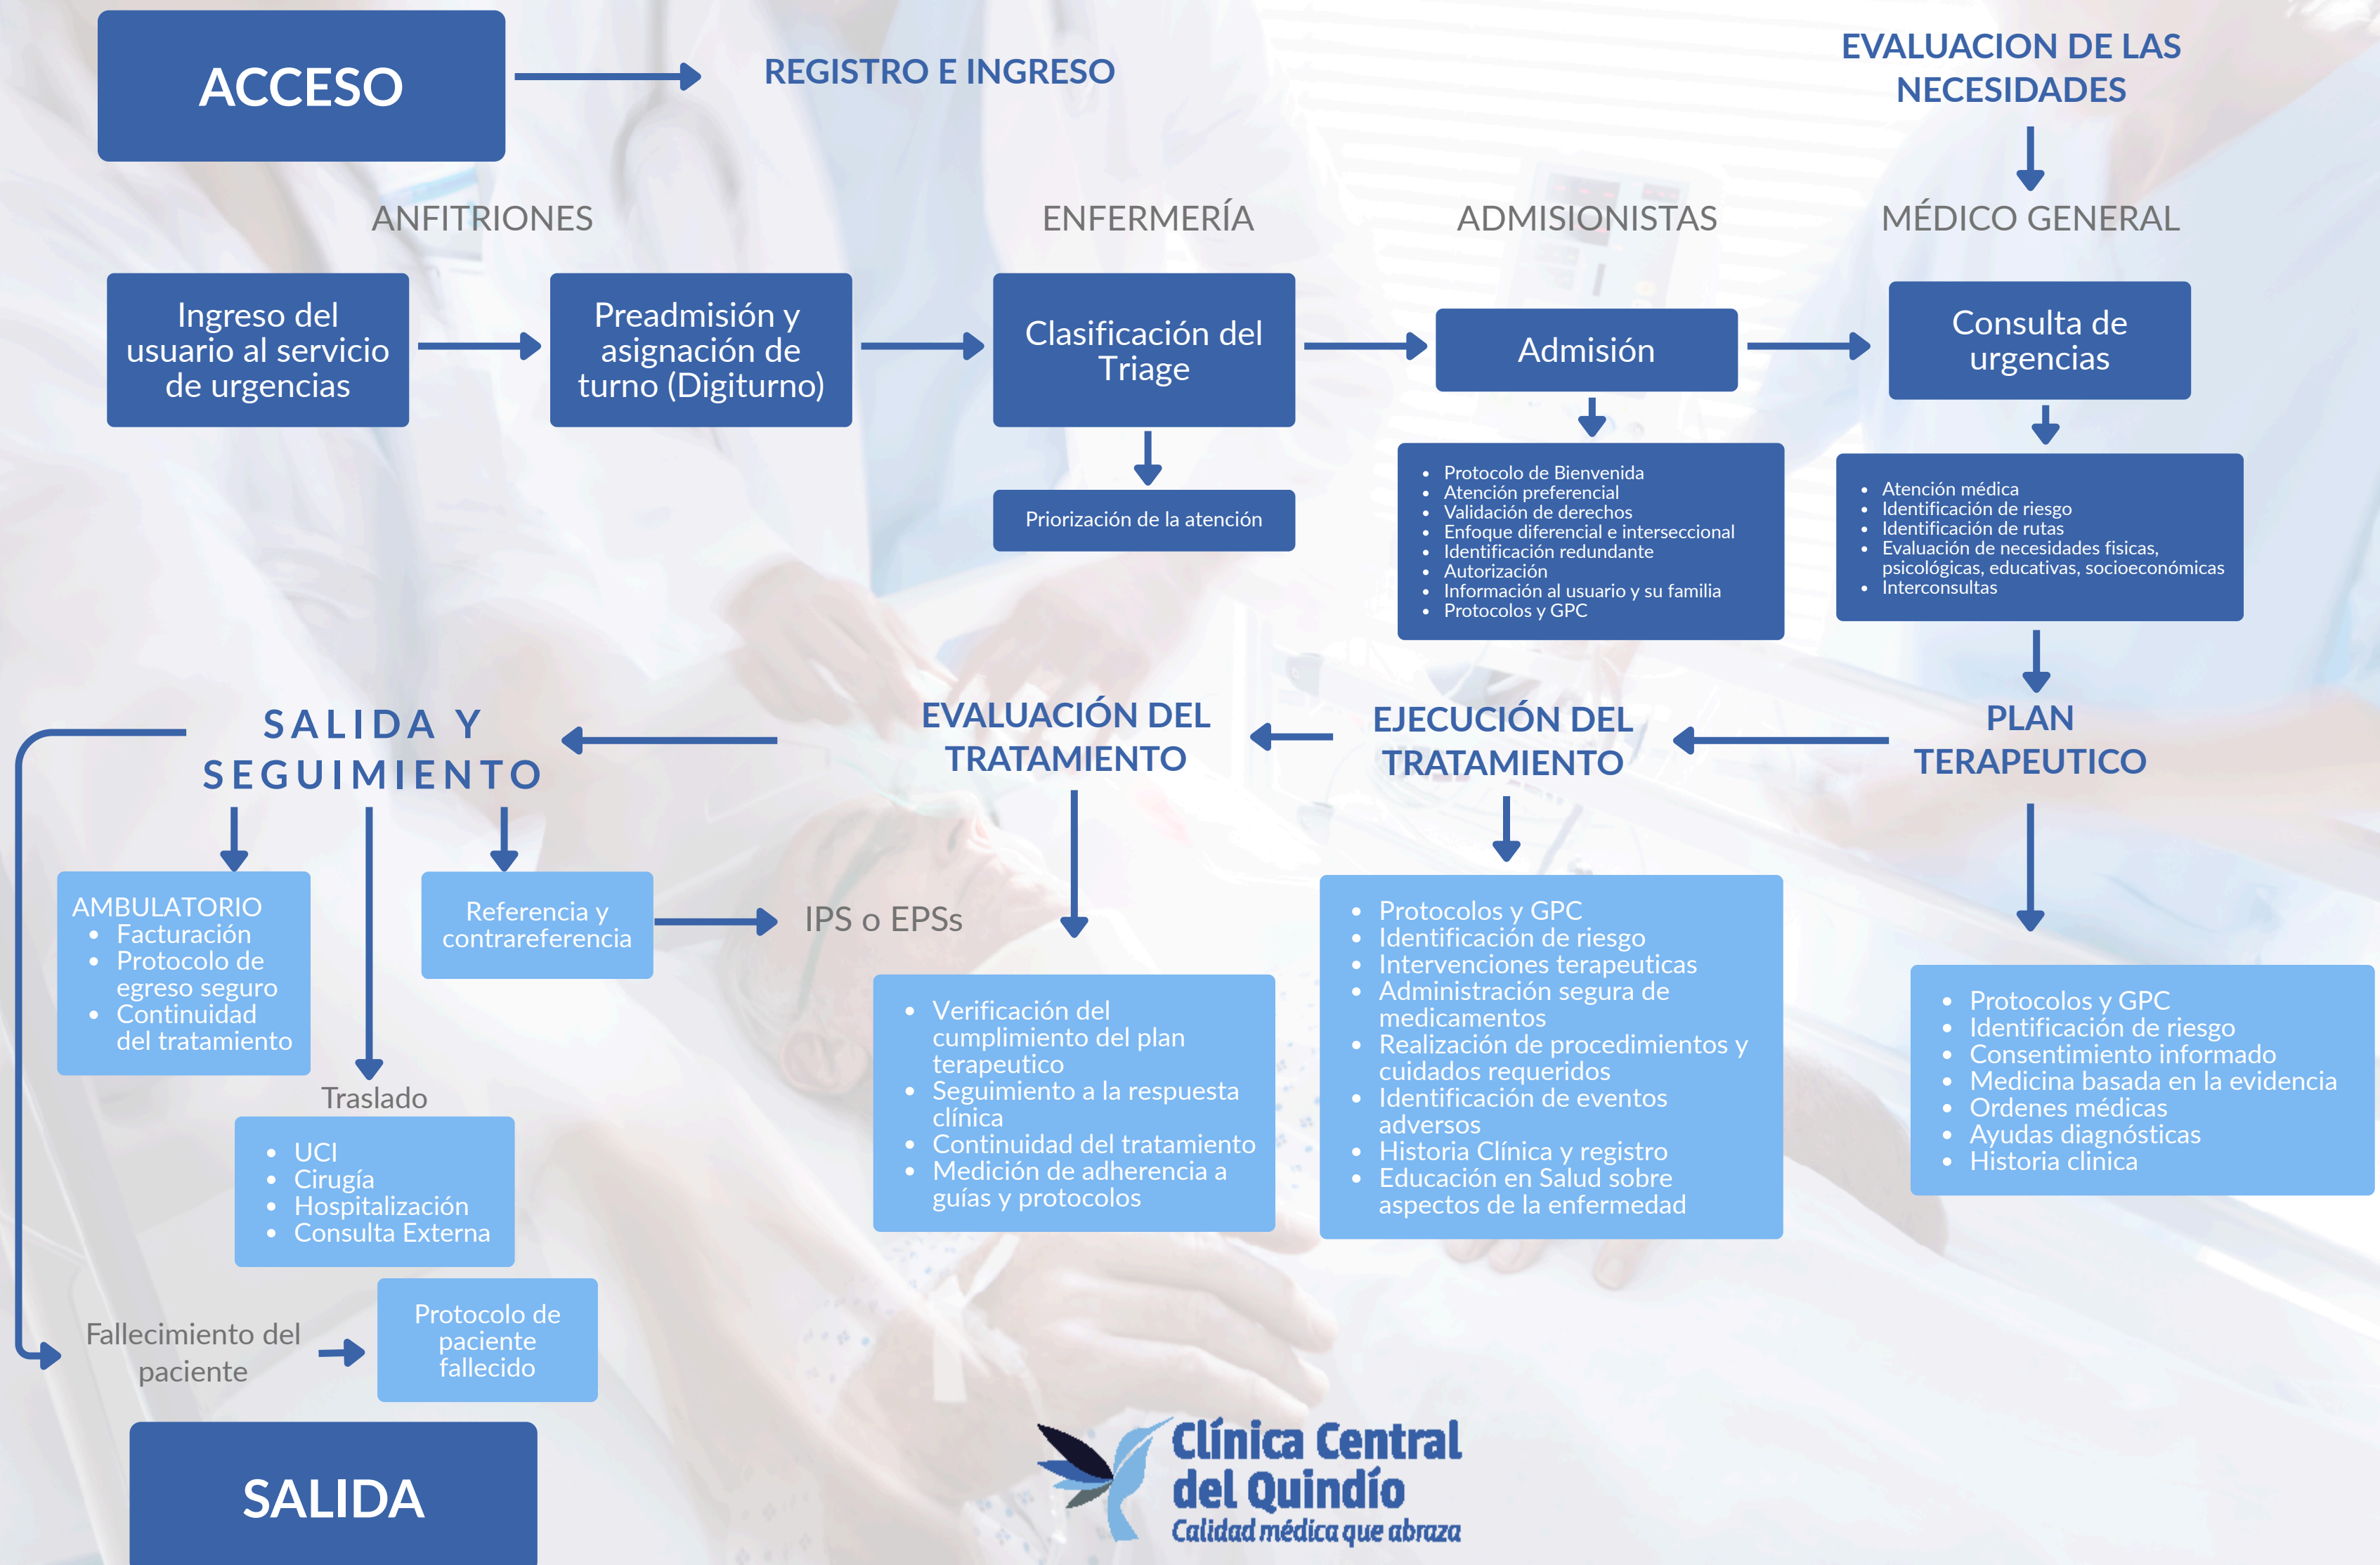 ACCESO
REGISTRO E INGRESO
EVALUACION DE LAS
NECESIDADES
ANFITRIONES
ENFERMERÍA
ADMISIONISTAS
MÉDICO GENERAL
Ingreso del
usuario al servicio
de urgencias
Preadmisión y
asignación de
turno (Digiturno)
Clasificación del
Triage
Admisión
Consulta de
urgencias
Priorización de la atención
• Protocolo de Bienvenida
• Atención preferencial
• Validación de derechos
• Enfoque diferencial e interseccional
• Identificación redundante
• Autorización
• Información al usuario y su familia
• Protocolos y GPC
• Atención médica
• Identificación de riesgo
• Identificación de rutas
• Evaluación de necesidades fisicas,
psicológicas, educativas, socioeconómicas
• Interconsultas
PLAN
TERAPEUTICO
EJECUCIÓN DEL
TRATAMIENTO
EVALUACIÓN DEL
TRATAMIENTO
SALIDA Y
SEGUIMIENTO
• Protocolos y GPC
• Identificación de riesgo
• Consentimiento informado
• Medicina basada en la evidencia
• Ordenes médicas
• Ayudas diagnósticas
• Historia clinica
• Protocolos y GPC
• Identificación de riesgo
• Intervenciones terapeuticas
• Administración segura de
medicamentos
• Realización de procedimientos y
cuidados requeridos
• Identificación de eventos
adversos
• Historia Clínica y registro
• Educación en Salud sobre
aspectos de la enfermedad
• Verificación del
cumplimiento del plan
terapeutico
• Seguimiento a la respuesta
clínica
• Continuidad del tratamiento
• Medición de adherencia a
guías y protocolos
AMBULATORIO
• Facturación
• Protocolo de
egreso seguro
• Continuidad
del tratamiento
Referencia y
contrareferencia
IPS o EPSs
Traslado
• UCI
• Cirugía
• Hospitalización
• Consulta Externa
Fallecimiento del
paciente
Protocolo de
paciente
fallecido
SALIDA
Clínica Central
del Quindío
Calidad médica que abraza